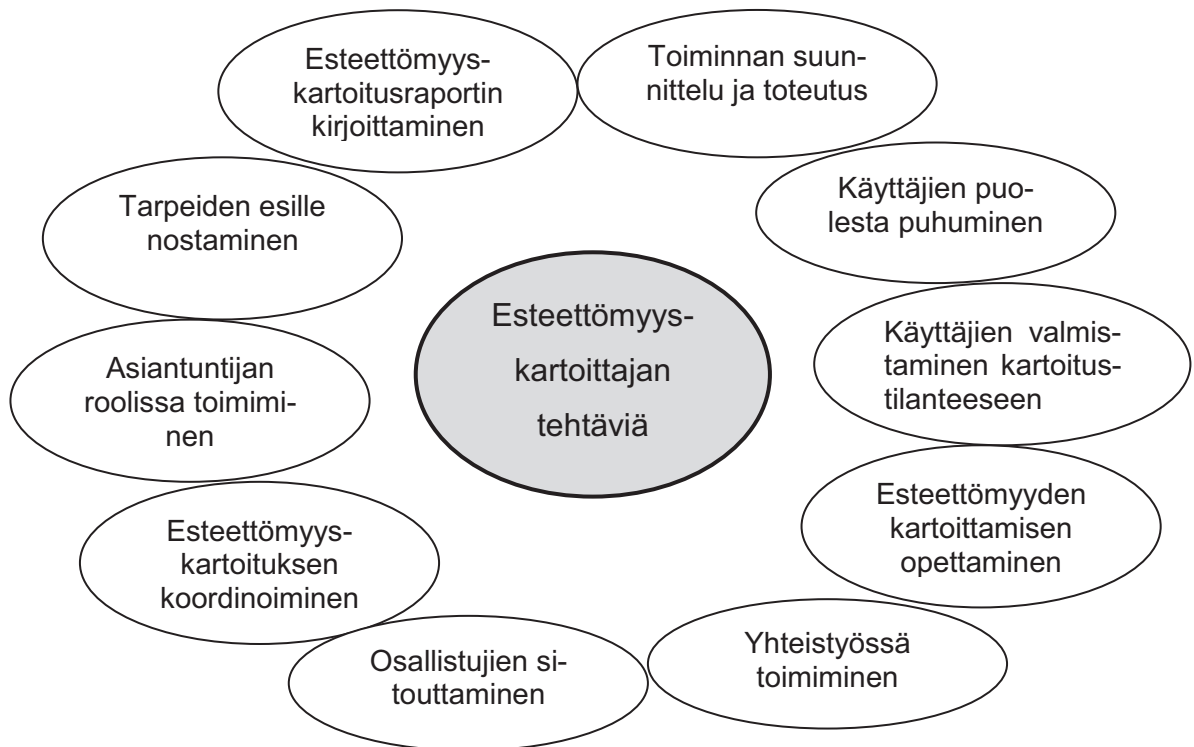 Esteettömyys-
kartoitusraportin
kirjoittaminen
Toiminnan suun-
nittelu ja toteutus
Käyttäjien puo-
lesta puhuminen
Tarpeiden esille
nostaminen
Esteettömyys-
kartoittajan
tehtäviä
Käyttäjien valmis-
taminen kartoitus-
tilanteeseen
Asiantuntijan
roolissa toimimi-
nen
Esteettömyyden
kartoittamisen
opettaminen
Esteettömyys-
kartoituksen
koordinoiminen
Yhteistyössä
toimiminen
Osallistujien si-
touttaminen